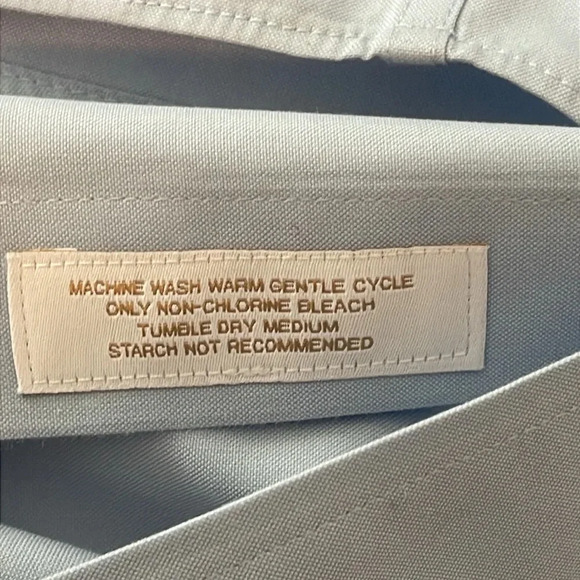 MACHINE WASH WARM GENTLE CYCLE
ONLY NON-CHLORINE BLEACH
TUMBLE DRY MEDIUM
STARCH NOT RECOMMENDED